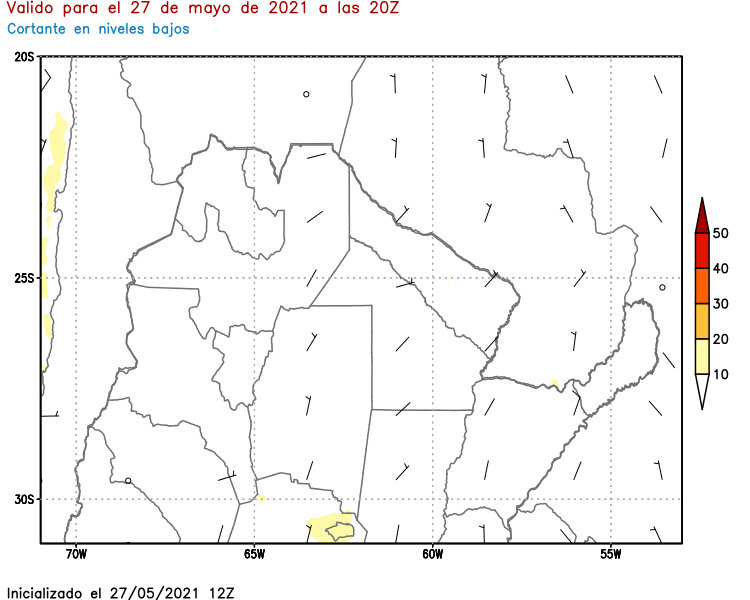 Valido para el 27 de mayo de 2021 a las 20Z
Cortante en niveles bajos
20S
25S
30S
70W
65W
60W
55W
50
40
30
20
10
Inicializado el 27/05/2021 12Z